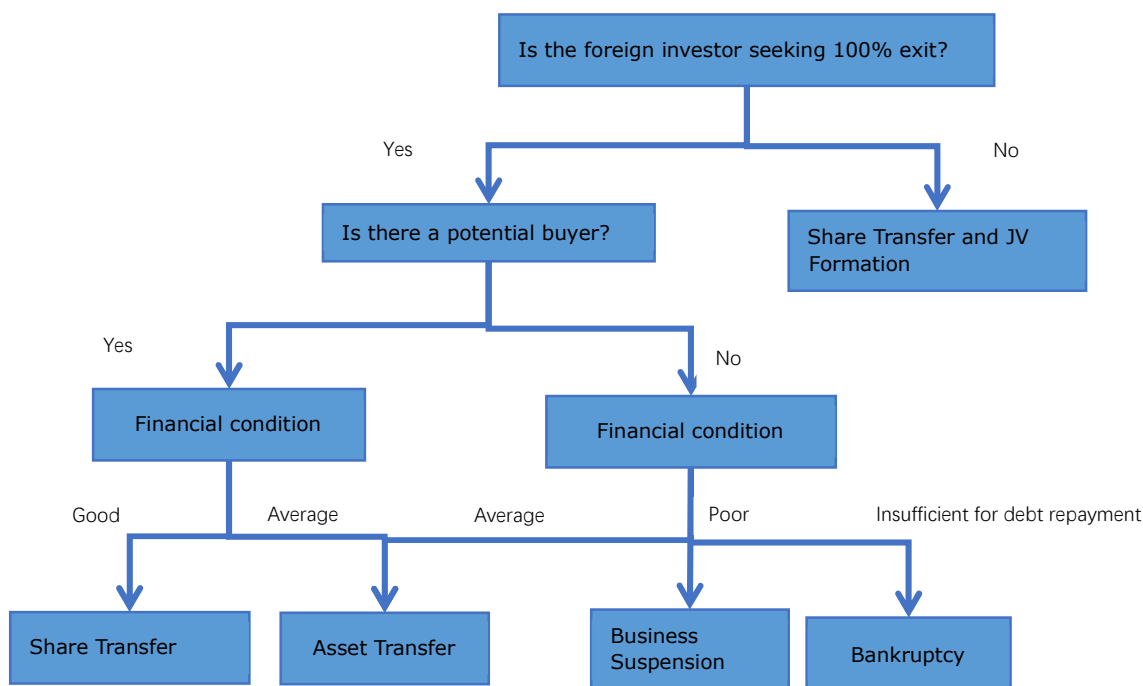 Is the foreign investor seeking 100% exit?
Yes
No
Is there a potential buyer?
Share Transfer and JV
Formation
Yes
No
Financial condition
Financial condition
Good
Average
Average
Poor
Insufficient for debt repayment
Share Transfer
Asset Transfer
Business
Suspension
Bankruptcy